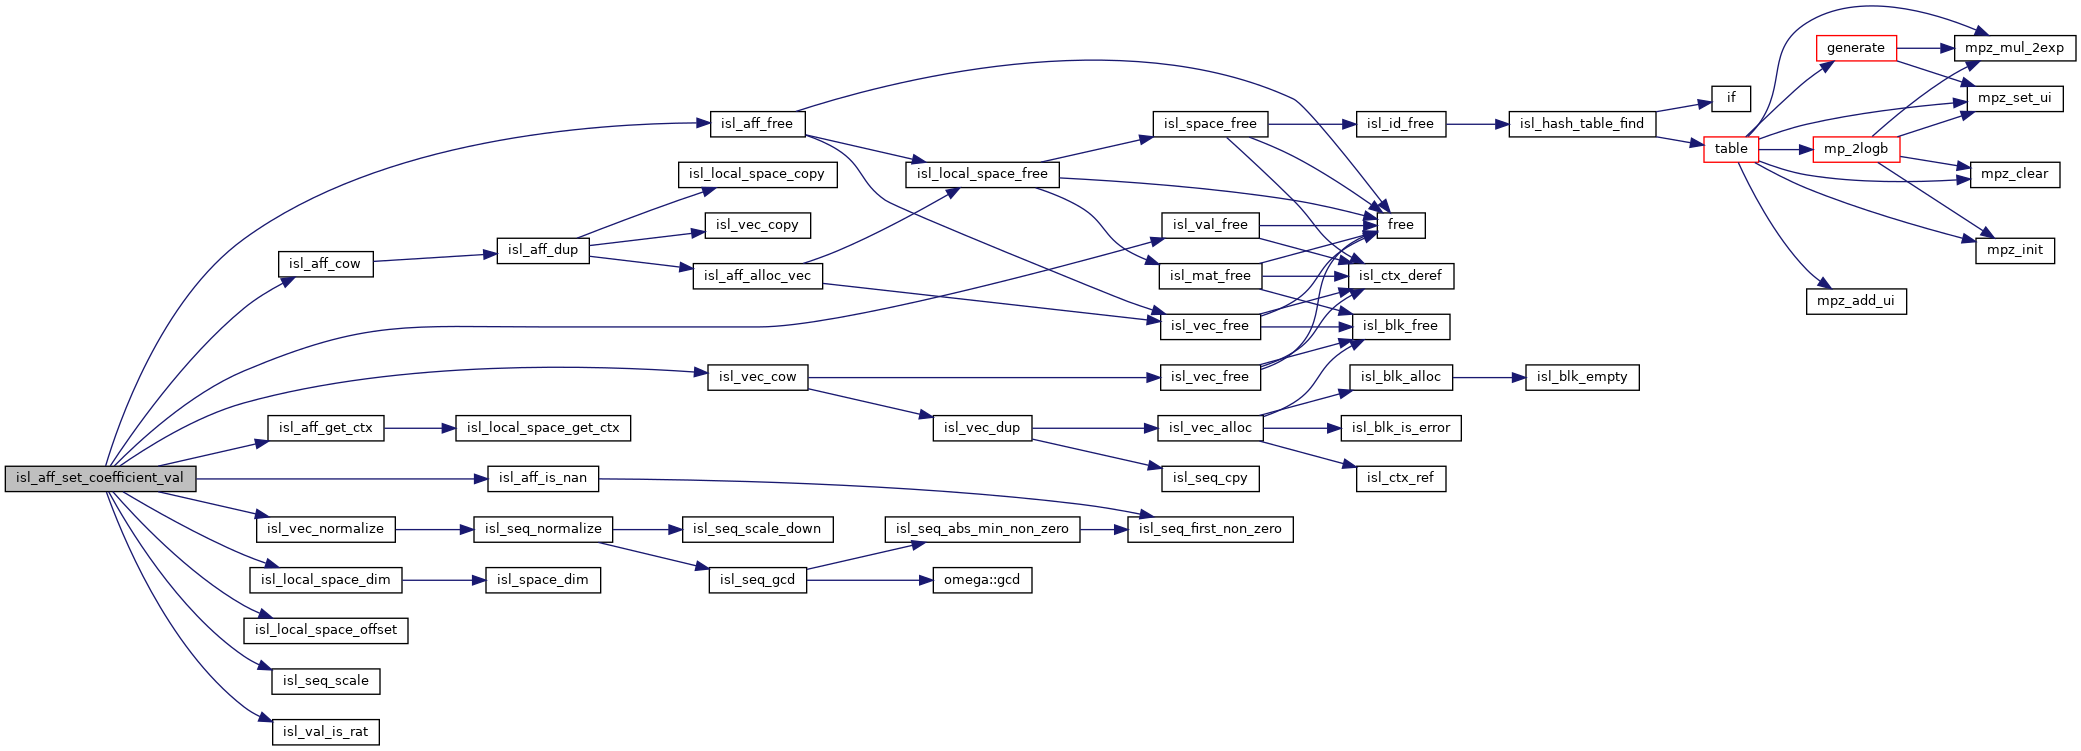 isl_aff_set_coefficient_val
isl_aff_free
isl_aff_cow
isl_aff_get_ctx
isl_vec_normalize
isl_local_space_dim
isl_local_space_offset
isl_seq_scale
isl_val_is_rat
isl_aff_dup
isl_local_space_get_ctx
isl_aff_is_nan
isl_seq_normalize
isl_space_dim
isl_local_space_copy
isl_vec_copy
isl_aff_alloc_vec
isl_vec_cow
isl_seq_scale_down
isl_seq_gcd
isl_local_space_free
isl_vec_dup
isl_seq_abs_min_non_zero
omega::gcd
isl_space_free
isl_val_free
isl_mat_free
isl_vec_free
isl_vec_free
isl_vec_alloc
isl_seq_cpy
isl_seq_first_non_zero
isl_id_free
free
isl_ctx_deref
isl_blk_free
isl_blk_alloc
isl_blk_is_error
isl_ctx_ref
isl_hash_table_find
isl_blk_empty
if
table
generate
mp_2logb
mpz_add_ui
mpz_mul_2exp
mpz_set_ui
mpz_clear
mpz_init